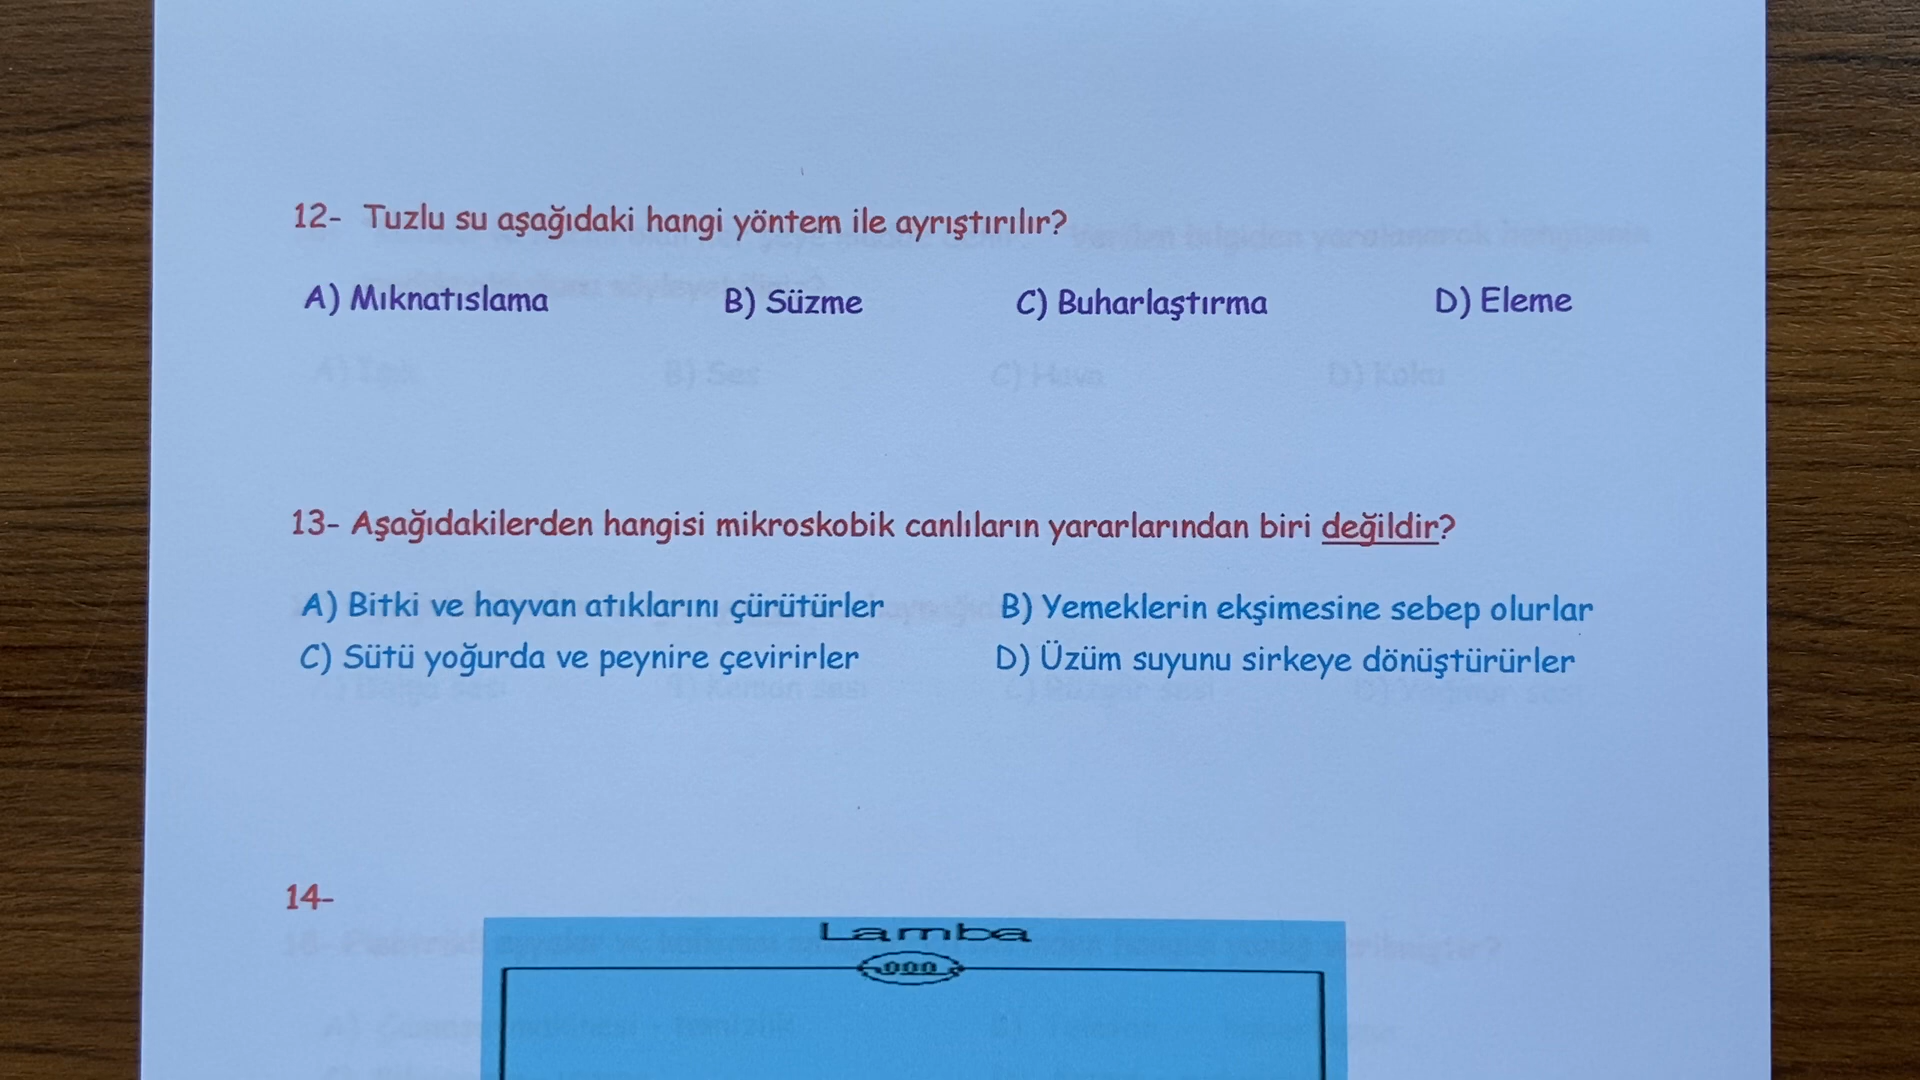 12- Tuzlu su aşağıdaki hangi yöntem ile ayrıştırılır?
A) Mıknatıslama B) Süzme C) Buharlaştırma D) Eleme
13- Aşağıdakilerden hangisi mikroskobik canlıların yararlarından biri değildir?
A) Bitki ve hayvan atıklarını çürütürler B) Yemeklerin ekşimesine sebep olurlar
C) Sütü yoğurda ve peynire çevirirler D) Üzüm suyunu sirkeye dönüştürürler
14-
Lamba